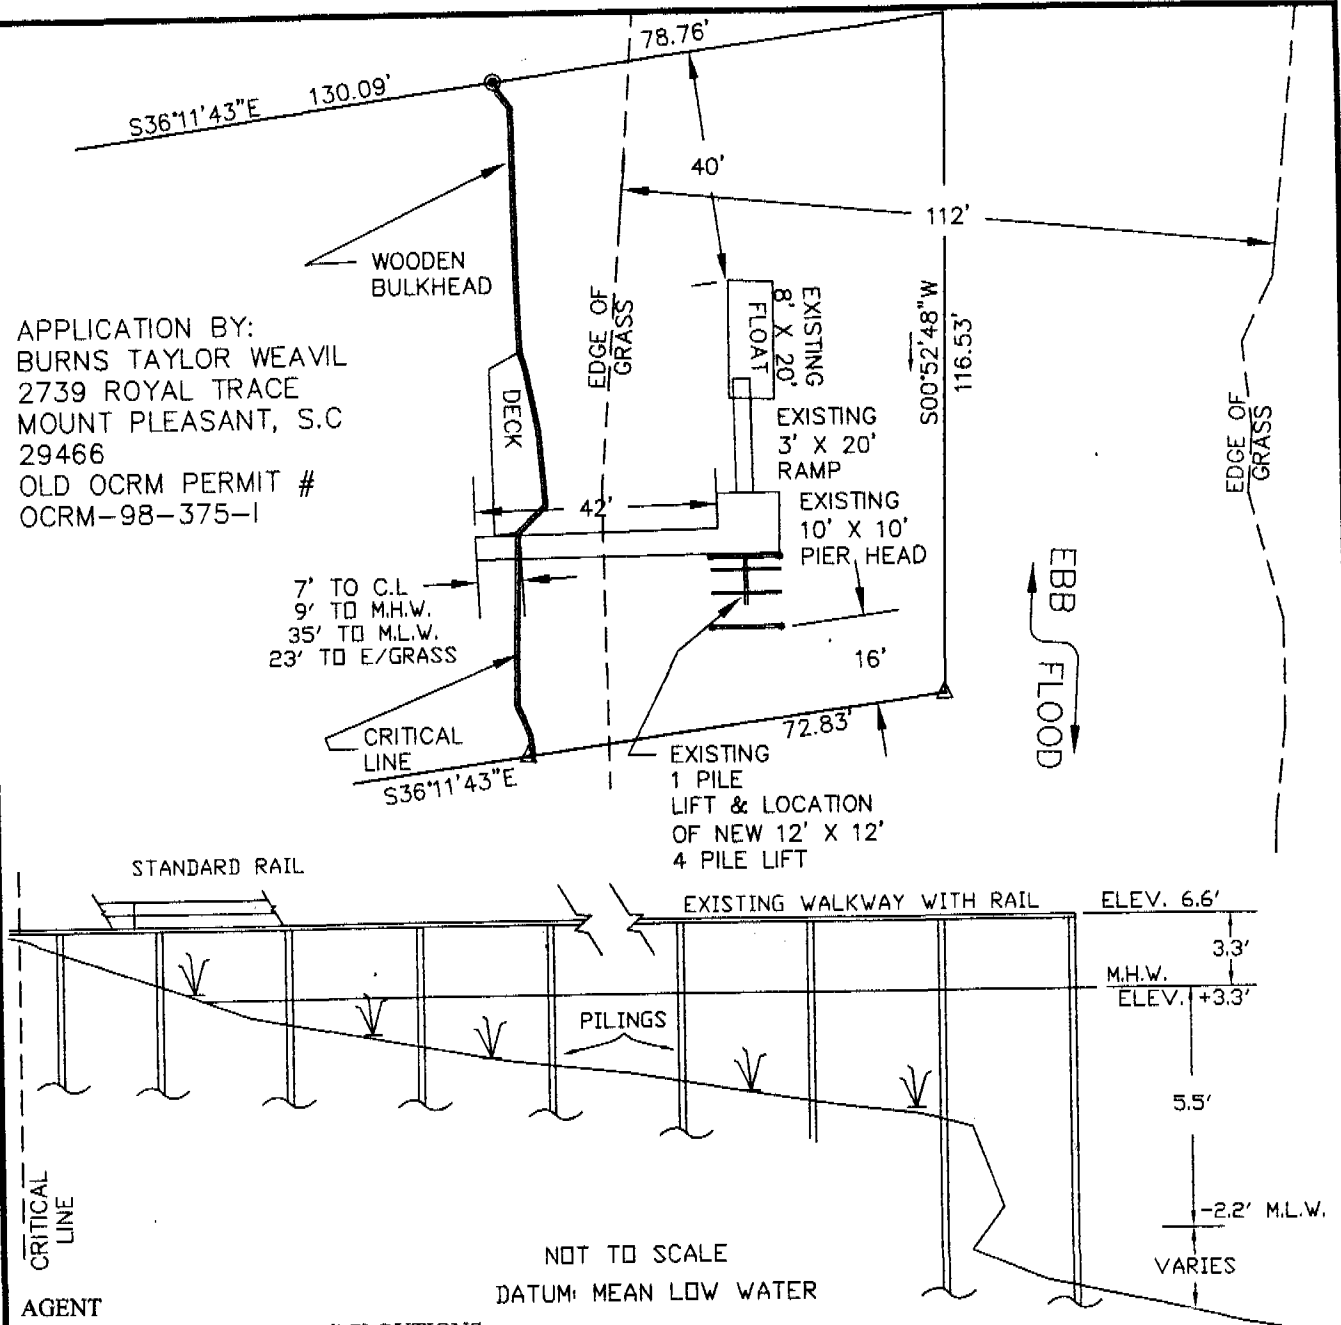 78.76'
S36°11'43"E 130.09'
40'
112'
WOODEN
BULKHEAD
EDGE OF
GRASS
EXISTING
8' X 20'
FLOAT
S00°52'48"W
116.53'
APPLICATION BY:
BURNS TAYLOR WEAVIL
2739 ROYAL TRACE
MOUNT PLEASANT, S.C
29466
OLD OCRM PERMIT #
OCRM-98-375-I
DECK
EXISTING
3' X 20'
RAMP
EDGE OF
GRASS
42'
EXISTING
10' X 10'
PIER HEAD
7' TO C.L
9' TO M.H.W.
35' TO M.L.W.
23' TO E/GRASS
EBB
FLOOD
16'
CRITICAL
LINE
72.83'
S36°11'43"E
EXISTING
1 PILE
LIFT & LOCATION
OF NEW 12' X 12'
4 PILE LIFT
STANDARD RAIL
EXISTING WALKWAY WITH RAIL
ELEV. 6.6'
3.3'
M.H.W.
ELEV. +3.3'
PILINGS
5.5'
CRITICAL
LINE
-2.2' M.L.W.
VARIES
NOT TO SCALE
DATUM: MEAN LOW WATER
AGENT